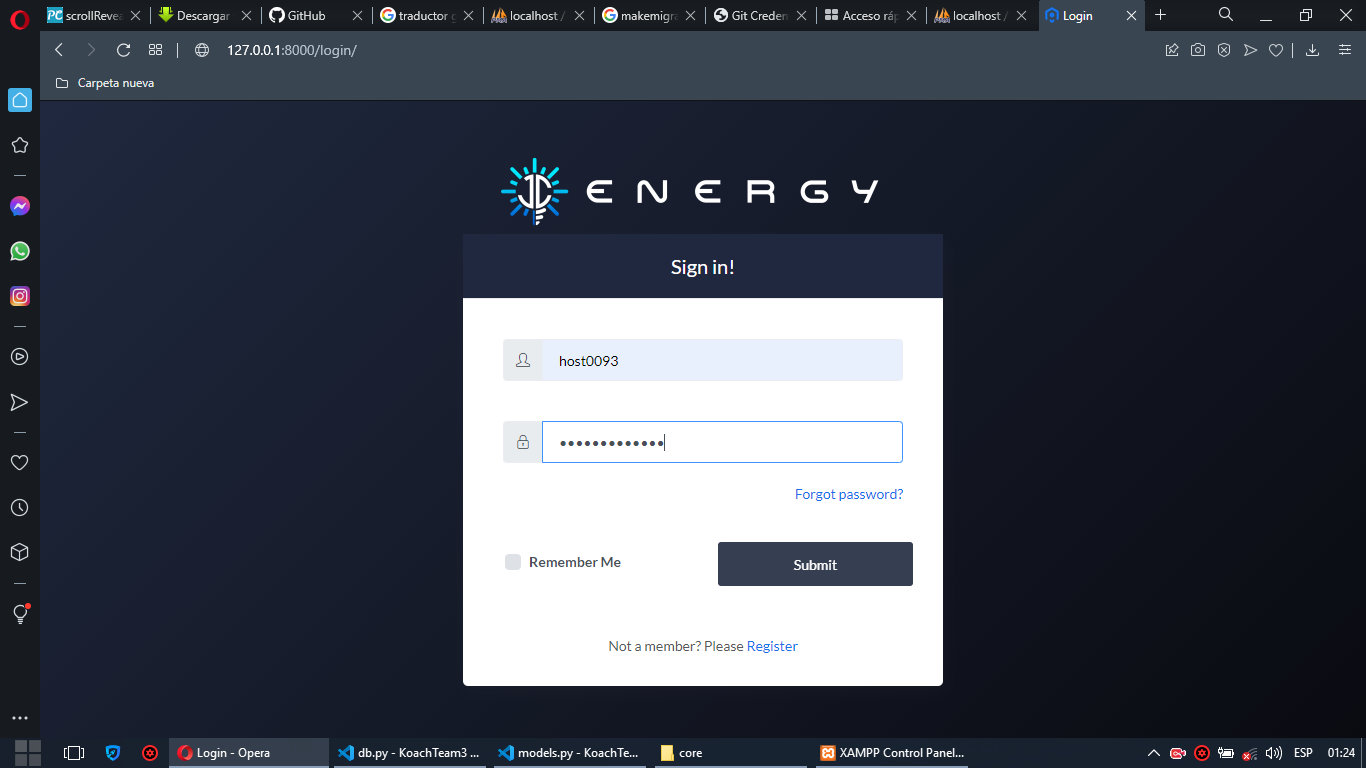 scrollRevea
Descargar
GitHub
traductor g
localhost /
makemigra
Git Creden
Acceso ráp
localhost /
Login
127.0.0.1:8000/login/
Carpeta nueva
JC ENERGY
Sign in!
host0093
•••••••••••••
Forgot password?
Remember Me
Submit
Not a member? Please Register
Login - Opera
db.py - KoachTeam3 ...
models.py - KoachTe...
core
XAMPP Control Panel...
ESP
01:24